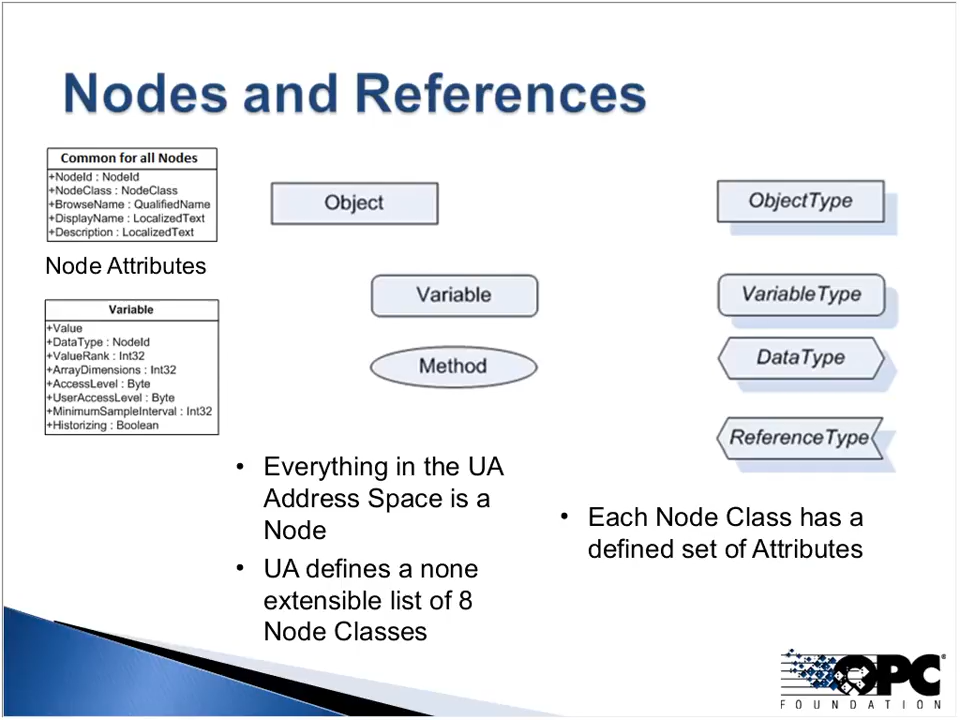 Nodes and References
Common for all Nodes
+NodeId : NodeId
+NodeClass : NodeClass
+BrowseName : QualifiedName
+DisplayName : LocalizedText
+Description : LocalizedText
Node Attributes
Variable
+Value
+DataType : NodeId
+ValueRank : Int32
+ArrayDimensions : Int32
+AccessLevel : Byte
+UserAccessLevel : Byte
+MinimumSampleInterval : Int32
+Historizing : Boolean
Object
Variable
Method
ObjectType
VariableType
DataType
ReferenceType
• Everything in the UA
Address Space is a
Node
• UA defines a none
extensible list of 8
Node Classes
• Each Node Class has a
defined set of Attributes
OPC®
FOUNDATION